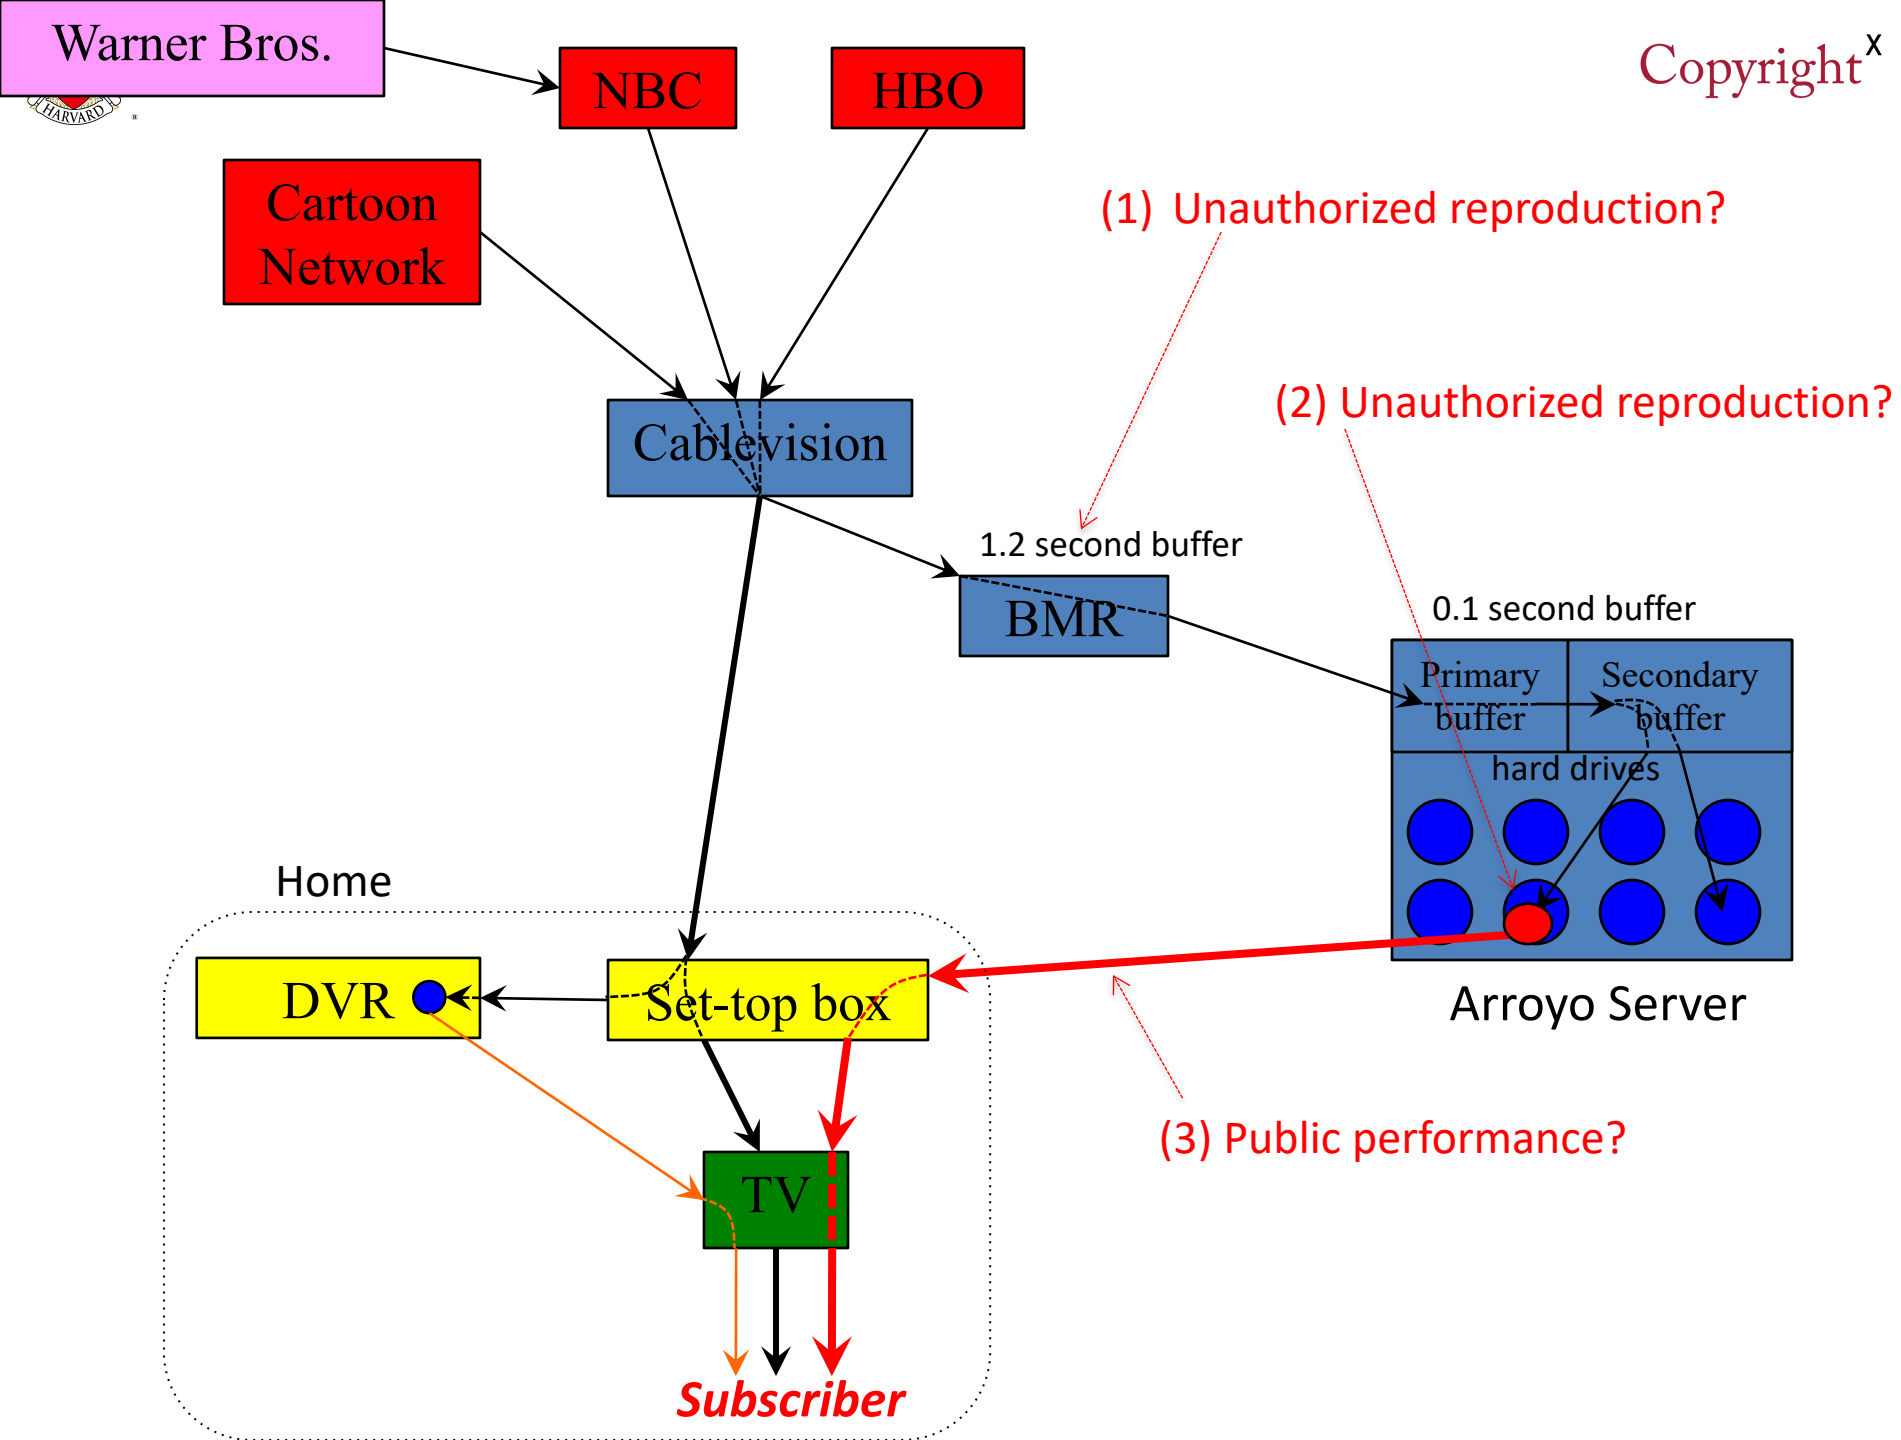 Warner Bros.
HARVARD
®
NBC
HBO
Copyright
x
Cartoon
Network
(1) Unauthorized reproduction?
(2) Unauthorized reproduction?
Cablevision
1.2 second buffer
BMR
0.1 second buffer
Primary
buffer
Secondary
buffer
hard drives
Home
DVR
Set-top box
Arroyo Server
(3) Public performance?
TV
Subscriber